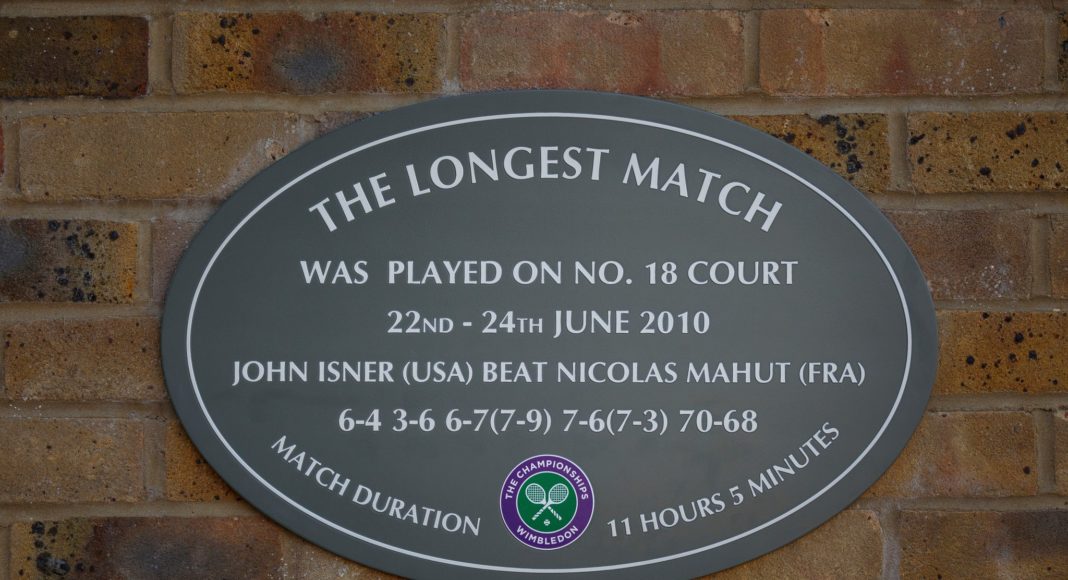 THE LONGEST MATCH
WAS PLAYED ON NO. 18 COURT
22ND - 24TH JUNE 2010
JOHN ISNER (USA) BEAT NICOLAS MAHUT (FRA)
6-4 3-6 6-7(7-9) 7-6(7-3) 70-68
MATCH DURATION
11 HOURS 5 MINUTES
THE CHAMPIONSHIPS
WIMBLEDON